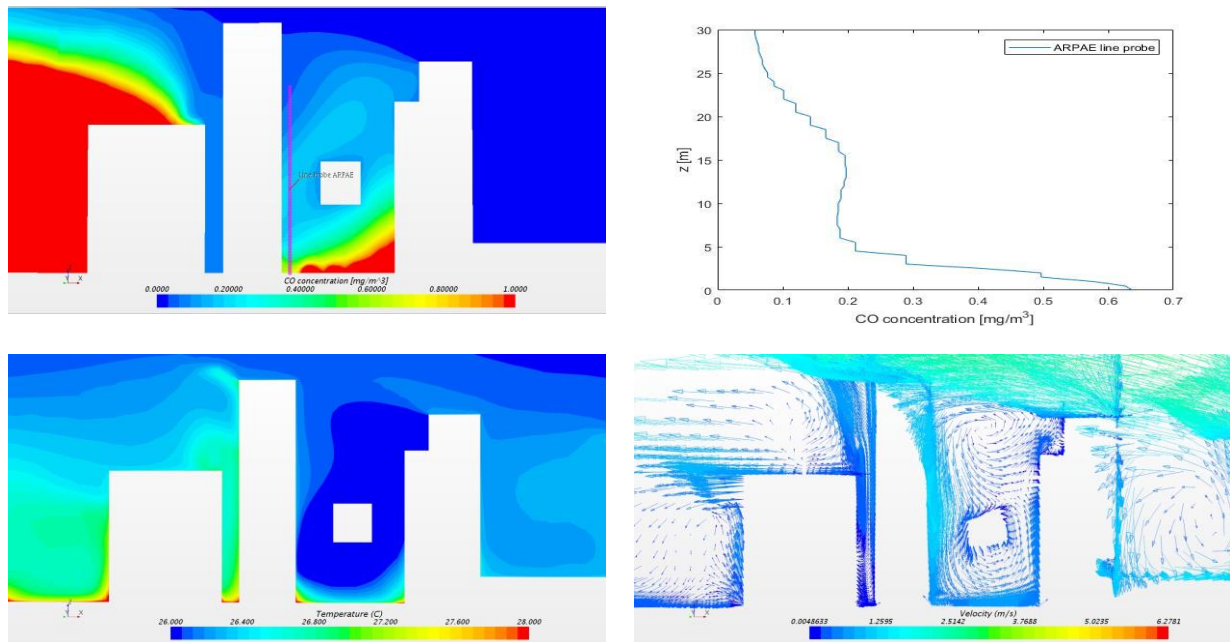 Line Probe ARPAE
CO concentration [mg/m^3]
0.0000 0.20000 0.40000 0.60000 0.80000 1.0000
ARPAE line probe
30
25
20
15
10
5
0
z [m]
0 0.1 0.2 0.3 0.4 0.5 0.6 0.7
CO concentration [mg/m3]
Temperature (C)
26.000 26.400 26.800 27.200 27.600 28.000
Velocity (m/s)
0.0048633 1.2595 2.5142 3.7688 5.0235 6.2781